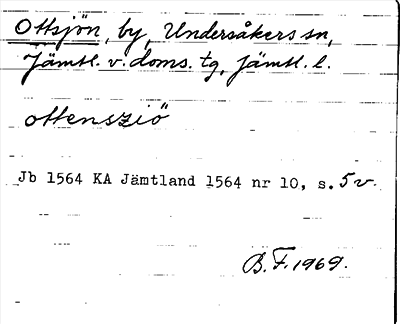 Ottsjön, by, Undersåkers sn,
Jämtl. v. doms. tg, Jämtl. l.
ottensziö
Jb 1564 KA Jämtland 1564 nr 10, s. 5v.
B.F. 1969.